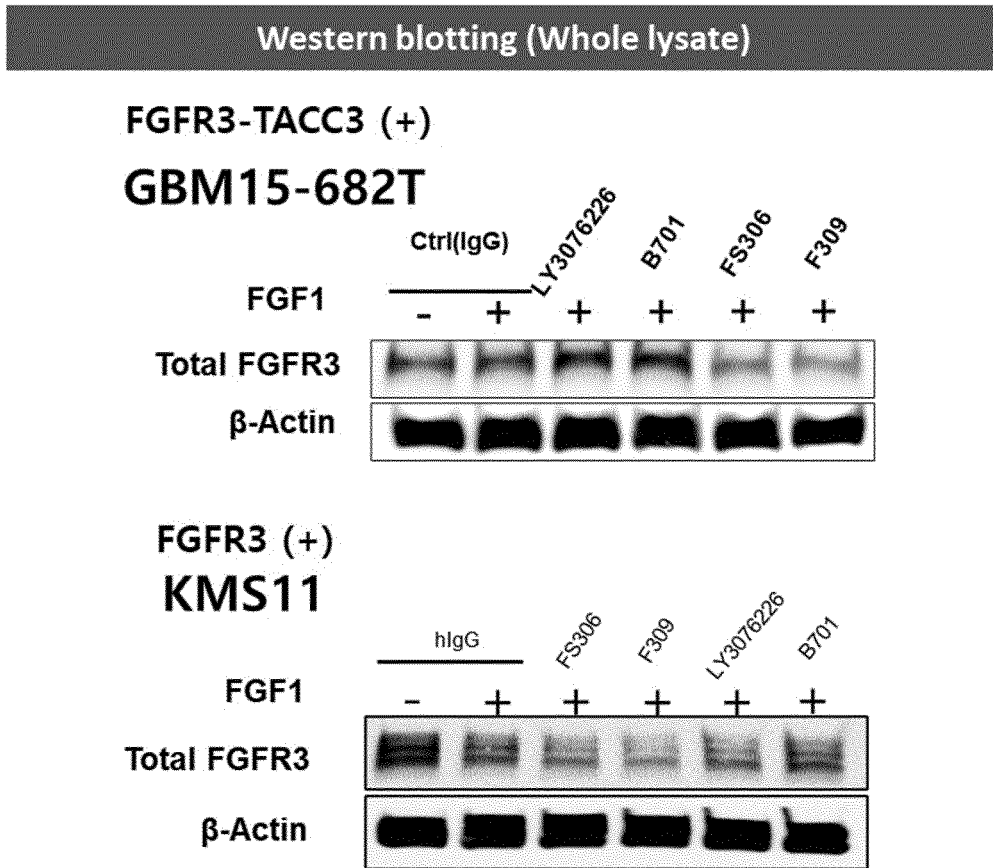 Western blotting (Whole lysate)
FGFR3-TACC3 (+)
GBM15-682T
Ctrl(IgG) LY3076226 B701 FS306 F309
FGF1 - + + + + +
Total FGFR3
β-Actin
FGFR3 (+)
KMS11
hIgG FS306 F309 LY3076226 B701
FGF1 - + + + + +
Total FGFR3
β-Actin